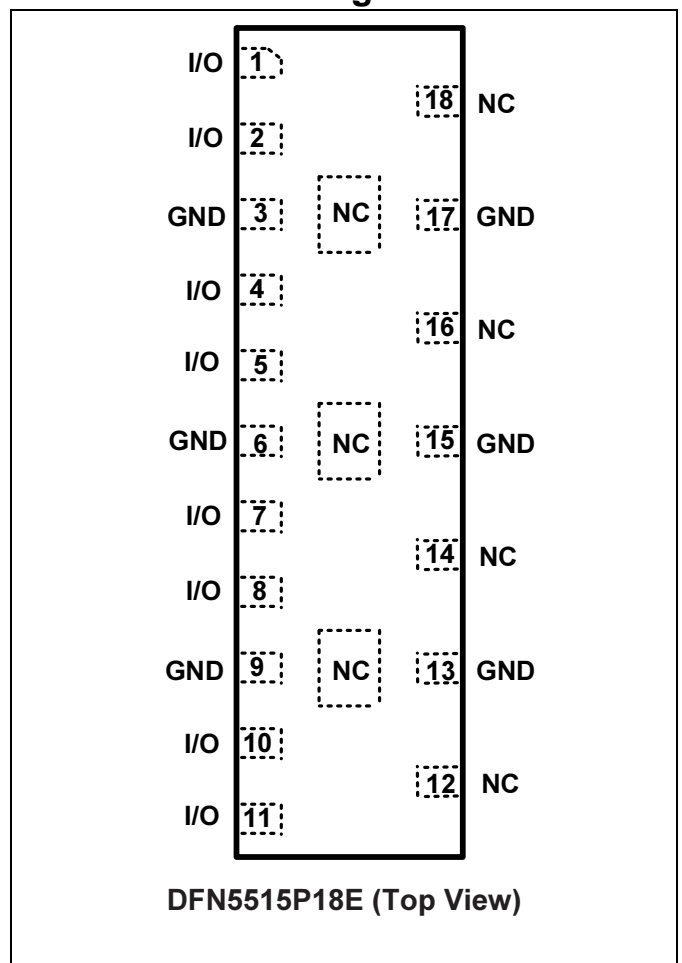 g
I/O 1
18 NC
I/O 2
GND 3 NC 17 GND
I/O 4
16 NC
I/O 5
GND 6 NC 15 GND
I/O 7
14 NC
I/O 8
GND 9 NC 13 GND
I/O 10
12 NC
I/O 11
DFN5515P18E (Top View)